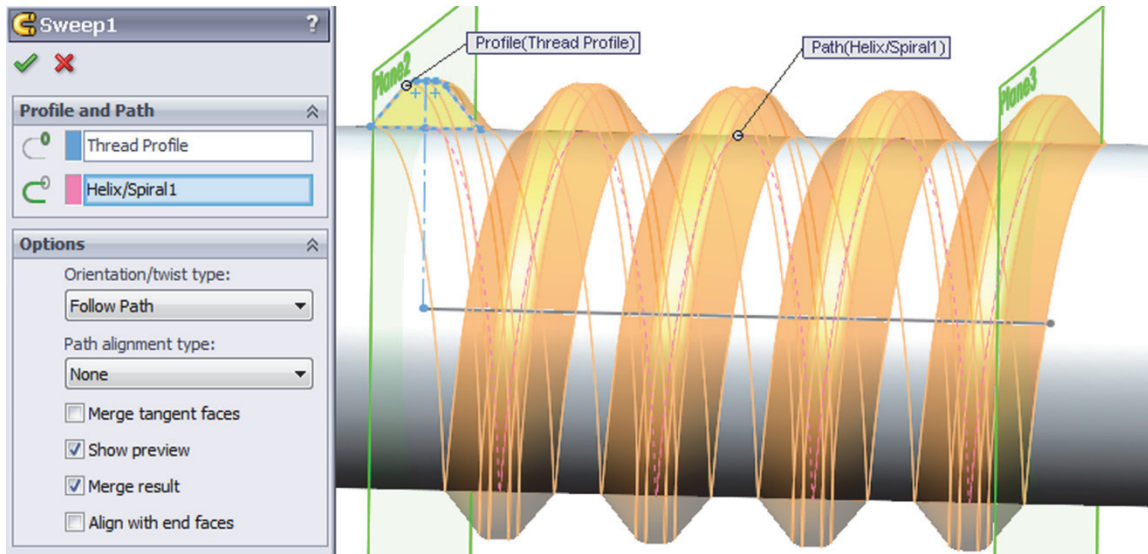 Sweep1 ?
Profile and Path
Thread Profile
Helix/Spiral1
Options
Orientation/twist type:
Follow Path
Path alignment type:
None
Merge tangent faces
Show preview
Merge result
Align with end faces
Profile(Thread Profile)
Path(Helix/Spiral1)
Plane2
Plane3